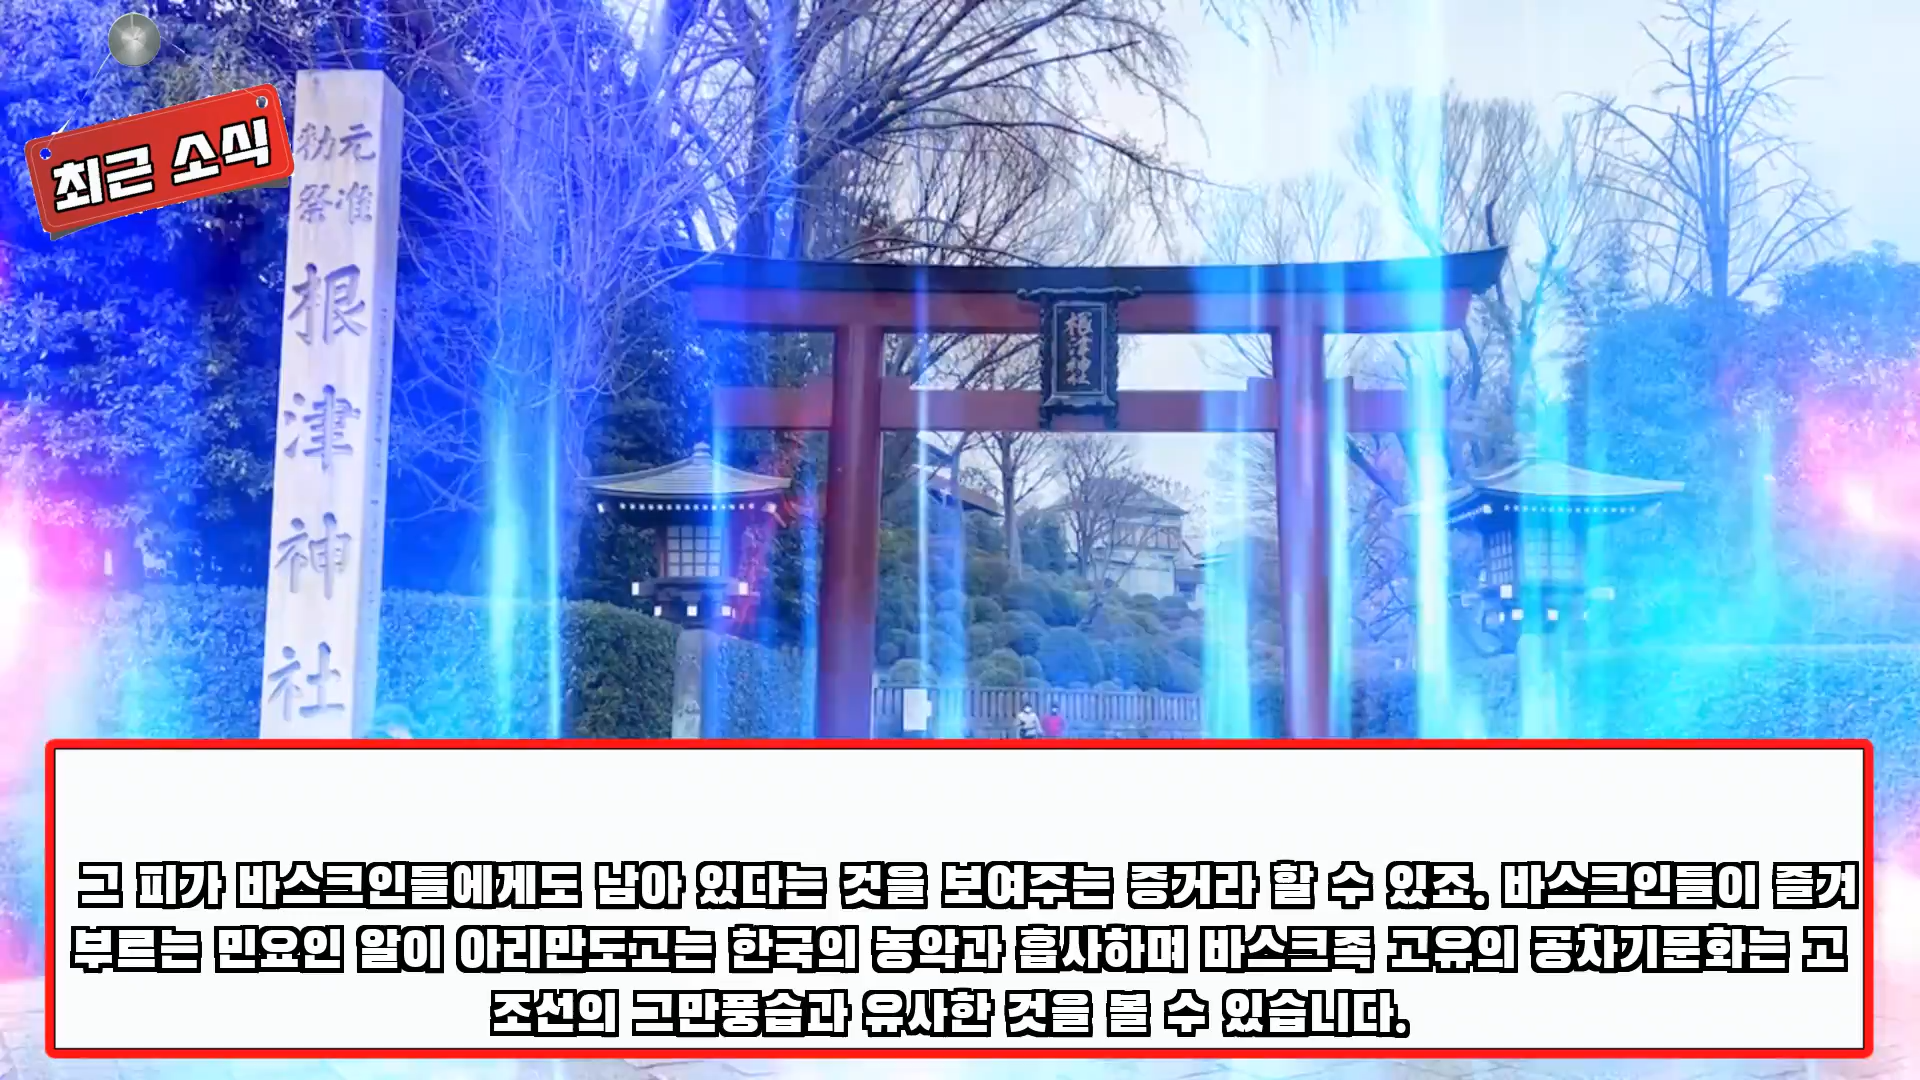 최근 소식
元准
勅祭
根津神社
根津神社
그 피가 바스크인들에게도 남아 있다는 것을 보여주는 증거라 할 수 있죠. 바스크인들이 즐겨
부르는 민요인 알이 아리만도고는 한국의 농악과 흡사하며 바스크족 고유의 공차기문화는 고
조선의 그만풍습과 유사한 것을 볼 수 있습니다.